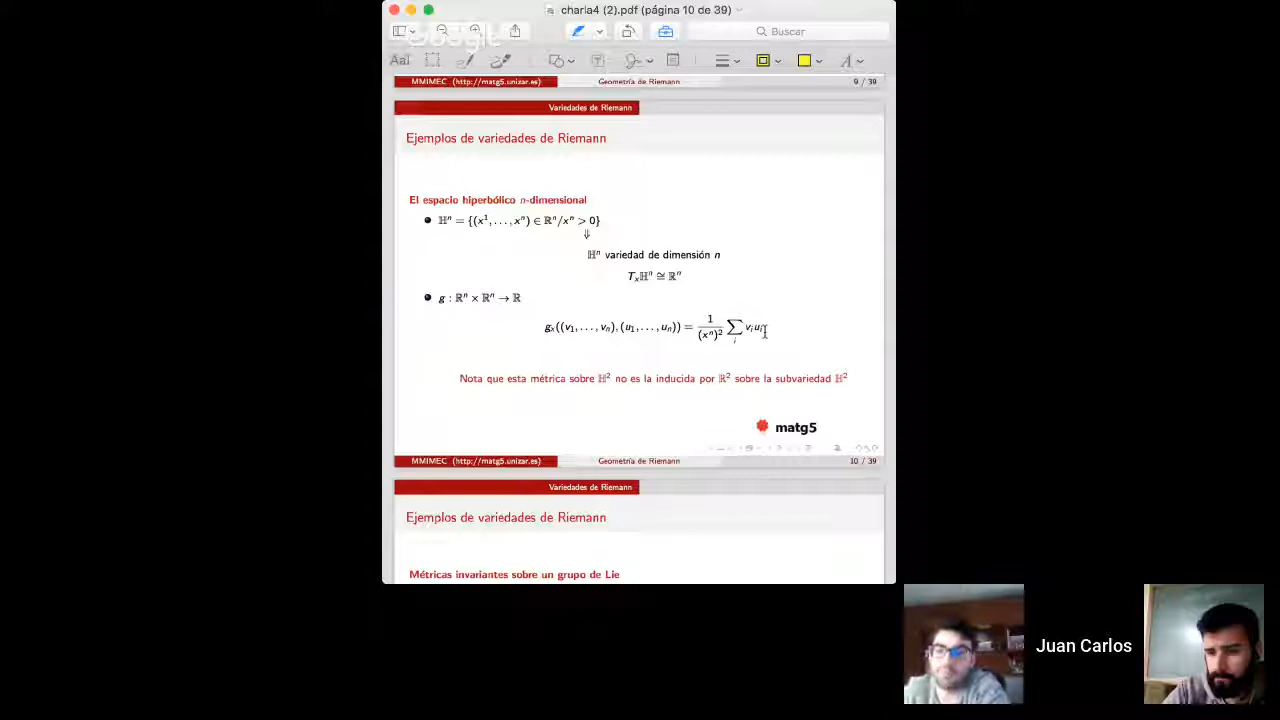 charla4 (2).pdf (página 10 de 39)
Google
Buscar
AaI
A
MMIMEC (http://matg5.unizar.es) Geometría de Riemann 9 / 39
Variedades de Riemann
Ejemplos de variedades de Riemann
El espacio hiperbólico n-dimensional
ℍⁿ = {(x¹, . . . , xⁿ) ∈ ℝⁿ/xⁿ > 0}
⇓
ℍⁿ variedad de dimensión n
Tₓℍⁿ ≅ ℝⁿ
g : ℝⁿ × ℝⁿ → ℝ
gₓ((v₁, . . . , vₙ), (u₁, . . . , uₙ)) = 1/(xⁿ)² ∑ᵢ vᵢuᵢ
Nota que esta métrica sobre ℍ² no es la inducida por ℝ² sobre la subvariedad ℍ²
matg5
MMIMEC (http://matg5.unizar.es) Geometría de Riemann 10 / 39
Variedades de Riemann
Ejemplos de variedades de Riemann
Métricas invariantes sobre un grupo de Lie
Juan Carlos